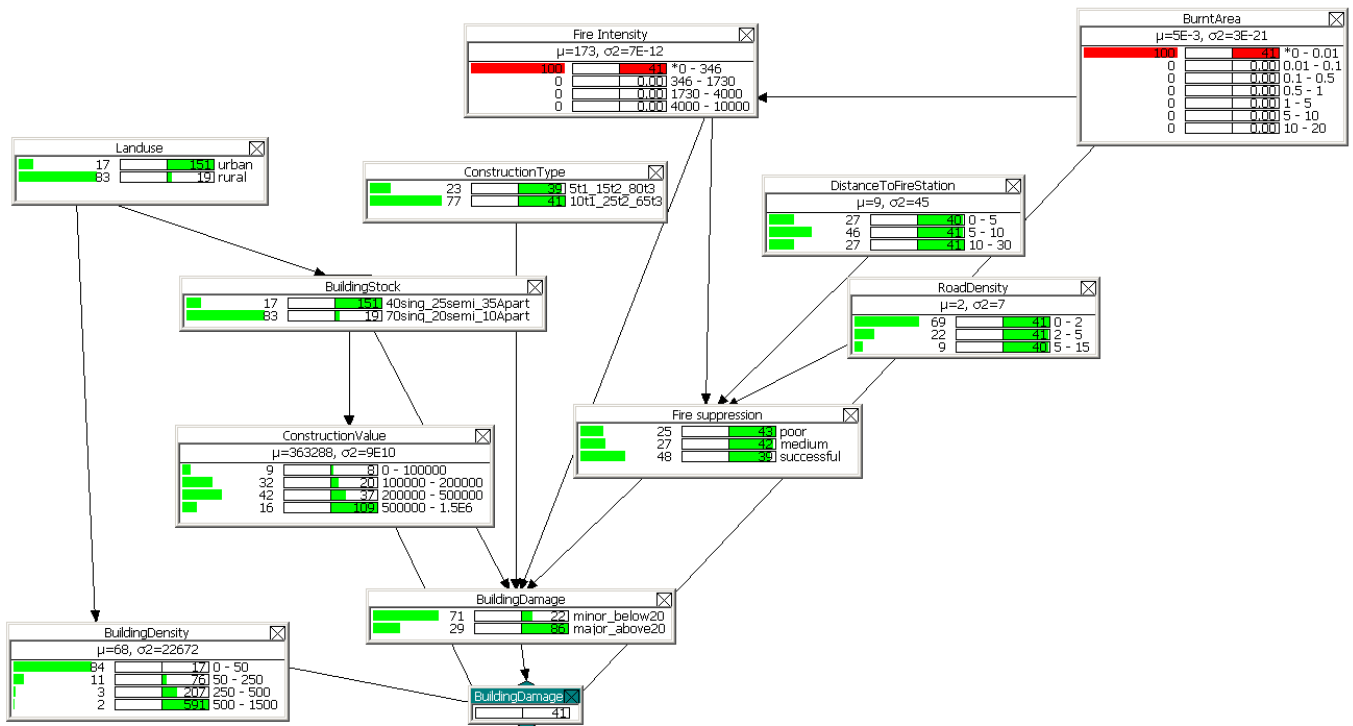 Fire Intensity
μ=173, σ2=7E-12
100 41 *0 - 346
0 0.00 346 - 1730
0 0.00 1730 - 4000
0 0.00 4000 - 10000
BurntArea
μ=5E-3, σ2=3E-21
100 41 *0 - 0.01
0 0.00 0.01 - 0.1
0 0.00 0.1 - 0.5
0 0.00 0.5 - 1
0 0.00 1 - 5
0 0.00 5 - 10
0 0.00 10 - 20
Landuse
17 151 urban
83 19 rural
ConstructionType
23 39 5t1_15t2_80t3
77 41 10t1_25t2_65t3
DistanceToFireStation
μ=9, σ2=45
27 40 0 - 5
46 41 5 - 10
27 41 10 - 30
BuildingStock
17 151 40sing_25semi_35Apart
83 19 70sing_20semi_10Apart
RoadDensity
μ=2, σ2=7
69 41 0 - 2
22 41 2 - 5
9 40 5 - 15
Fire suppression
25 43 poor
27 42 medium
48 39 successful
ConstructionValue
μ=363288, σ2=9E10
9 8 0 - 100000
32 20 100000 - 200000
42 37 200000 - 500000
16 109 500000 - 1.5E6
BuildingDamage
71 22 minor_below20
29 86 major_above20
BuildingDensity
μ=68, σ2=22672
84 17 0 - 50
11 76 50 - 250
3 207 250 - 500
2 591 500 - 1500
BuildingDamage
41